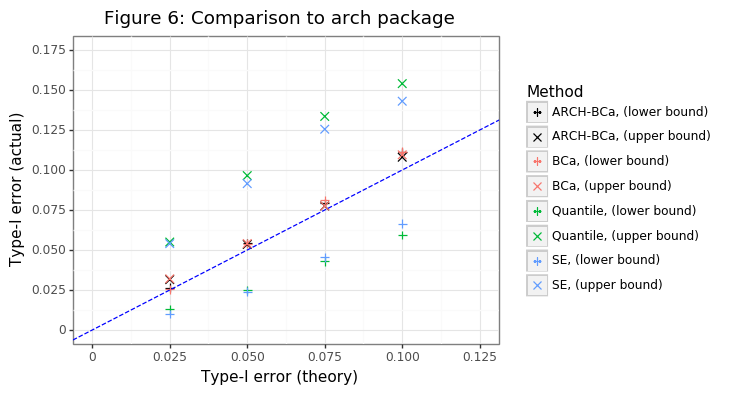 Figure 6: Comparison to arch package
Type-I error (actual)
0.175
0.150
0.125
0.100
0.075
0.050
0.025
0
0
0.025
0.050
0.075
0.100
0.125
Type-I error (theory)
Method
ARCH-BCa, (lower bound)
ARCH-BCa, (upper bound)
BCa, (lower bound)
BCa, (upper bound)
Quantile, (lower bound)
Quantile, (upper bound)
SE, (lower bound)
SE, (upper bound)